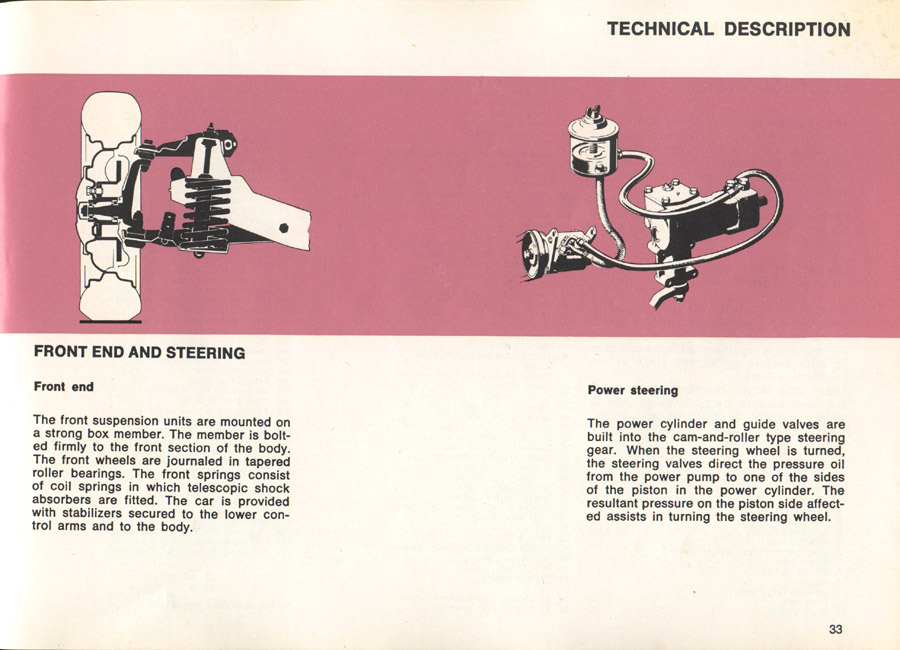 TECHNICAL DESCRIPTION
FRONT END AND STEERING
Front end
The front suspension units are mounted on
a strong box member. The member is bolt-
ed firmly to the front section of the body.
The front wheels are journaled in tapered
roller bearings. The front springs consist
of coil springs in which telescopic shock
absorbers are fitted. The car is provided
with stabilizers secured to the lower con-
trol arms and to the body.
Power steering
The power cylinder and guide valves are
built into the cam-and-roller type steering
gear. When the steering wheel is turned,
the steering valves direct the pressure oil
from the power pump to one of the sides
of the piston in the power cylinder. The
resultant pressure on the piston side affect-
ed assists in turning the steering wheel.
33